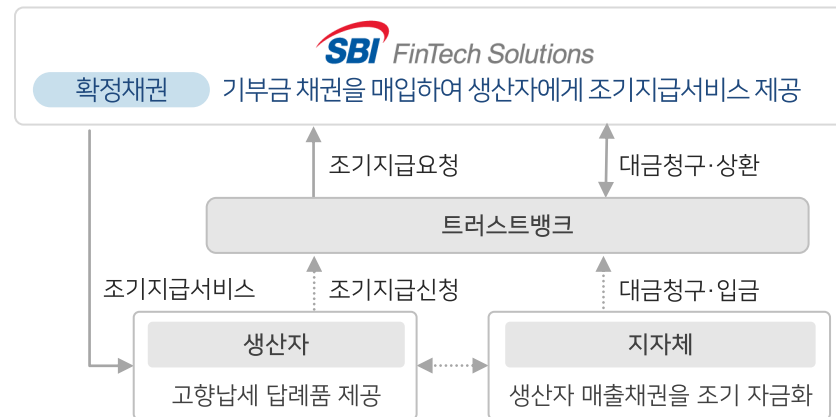 SBI FinTech Solutions
확정채권 기부금 채권을 매입하여 생산자에게 조기지급서비스 제공
조기지급요청 대금청구·상환
트러스트뱅크
조기지급서비스 조기지급신청 대금청구·입금
생산자 지자체
고향납세 답례품 제공 생산자 매출채권을 조기 자금화